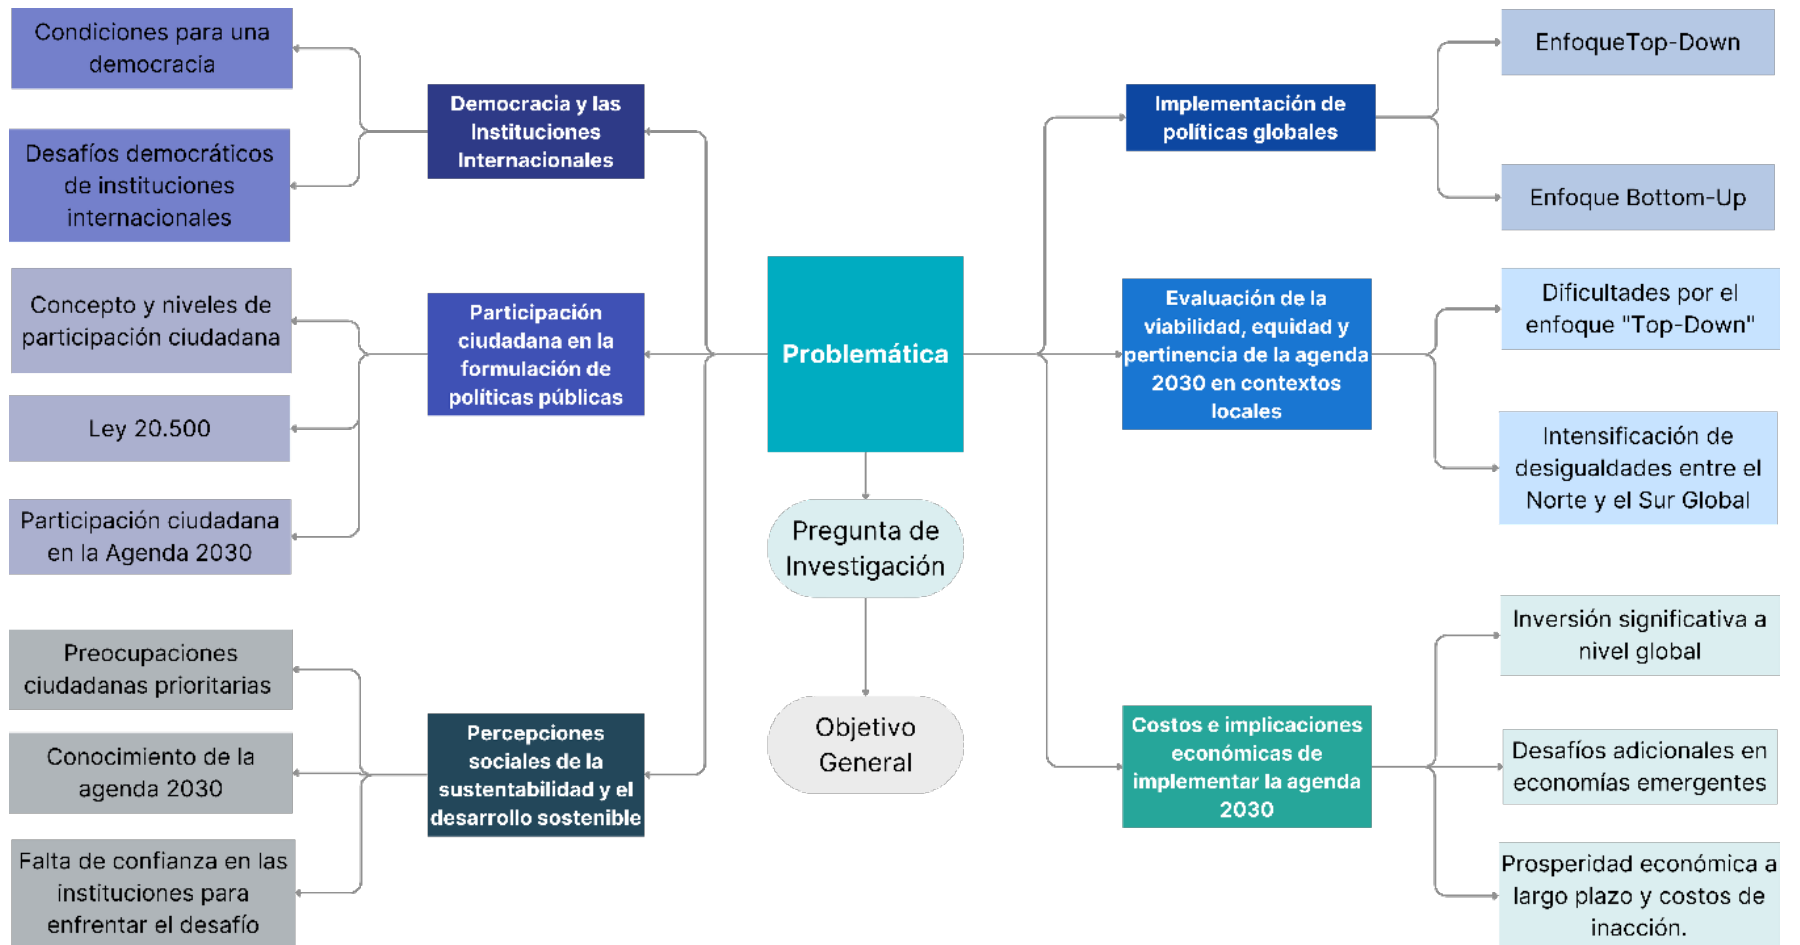 Condiciones para una
democracia
Desafíos democráticos
de instituciones
internacionales
Democracia y las
Instituciones
Internacionales
Concepto y niveles de
participación ciudadana
Ley 20.500
Participación ciudadana
en la Agenda 2030
Participación
ciudadana en la
formulación de
políticas públicas
Preocupaciones
ciudadanas prioritarias
Conocimiento de la
agenda 2030
Falta de confianza en las
instituciones para
enfrentar el desafío
Percepciones
sociales de la
sustentabilidad y el
desarrollo sostenible
Problemática
Pregunta de
Investigación
Objetivo
General
Implementación de
políticas globales
EnfoqueTop-Down
Enfoque Bottom-Up
Evaluación de la
viabilidad, equidad y
pertinencia de la agenda
2030 en contextos
locales
Dificultades por el
enfoque "Top-Down"
Intensificación de
desigualdades entre el
Norte y el Sur Global
Costos e implicaciones
económicas de
implementar la agenda
2030
Inversión significativa a
nivel global
Desafíos adicionales en
economías emergentes
Prosperidad económica a
largo plazo y costos de
inacción.